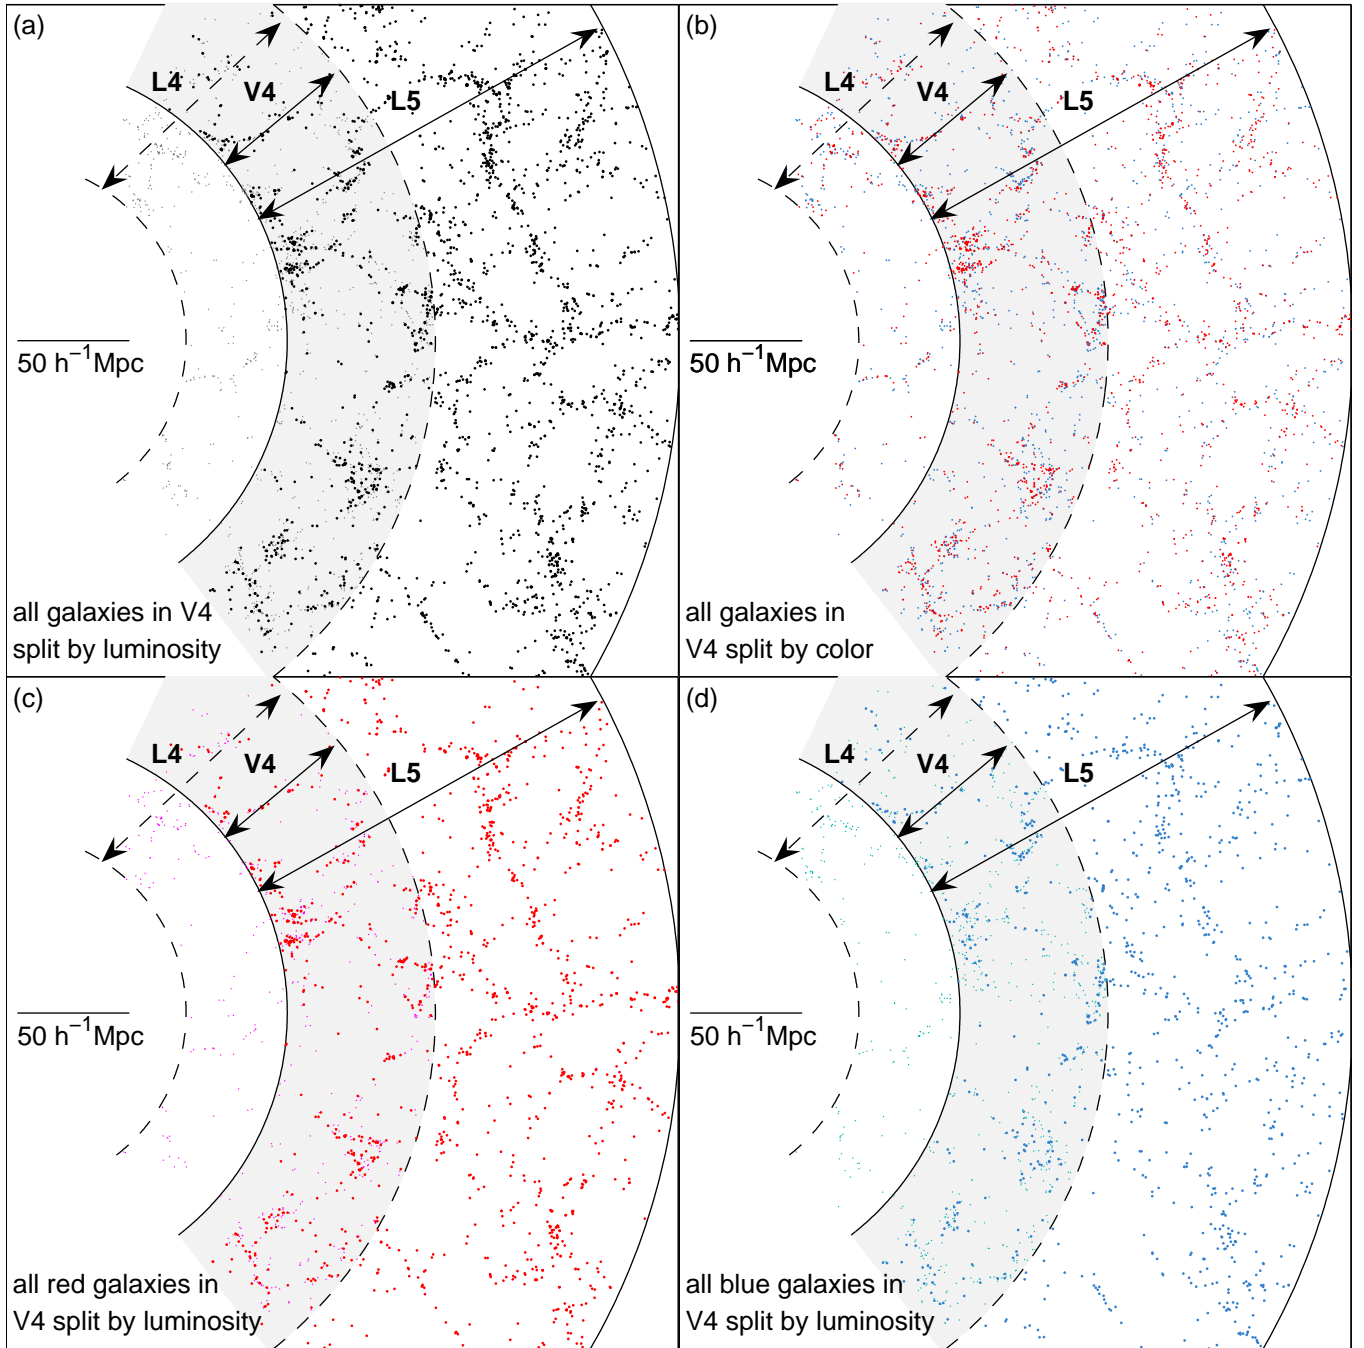 (a)
L4
V4
L5
50 h−1Mpc
all galaxies in V4
split by luminosity
(b)
L4
V4
L5
50 h−1Mpc
all galaxies in
V4 split by color
(c)
L4
V4
L5
50 h−1Mpc
all red galaxies in
V4 split by luminosity
(d)
L4
V4
L5
50 h−1Mpc
all blue galaxies in
V4 split by luminosity